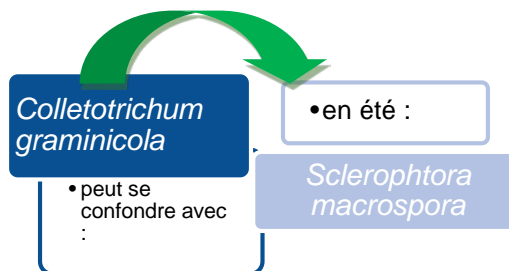 Colletotrichum
graminicola
• peut se
confondre avec
:
•en été :
Sclerophtora
macrospora